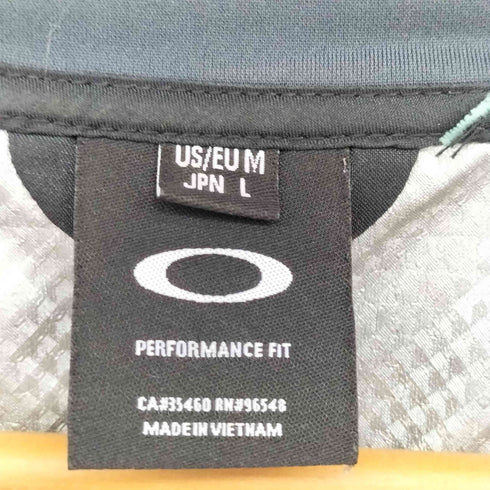 US/EU M
JPN L
PERFORMANCE FIT
CA#35460 RN#96548
MADE IN VIETNAM